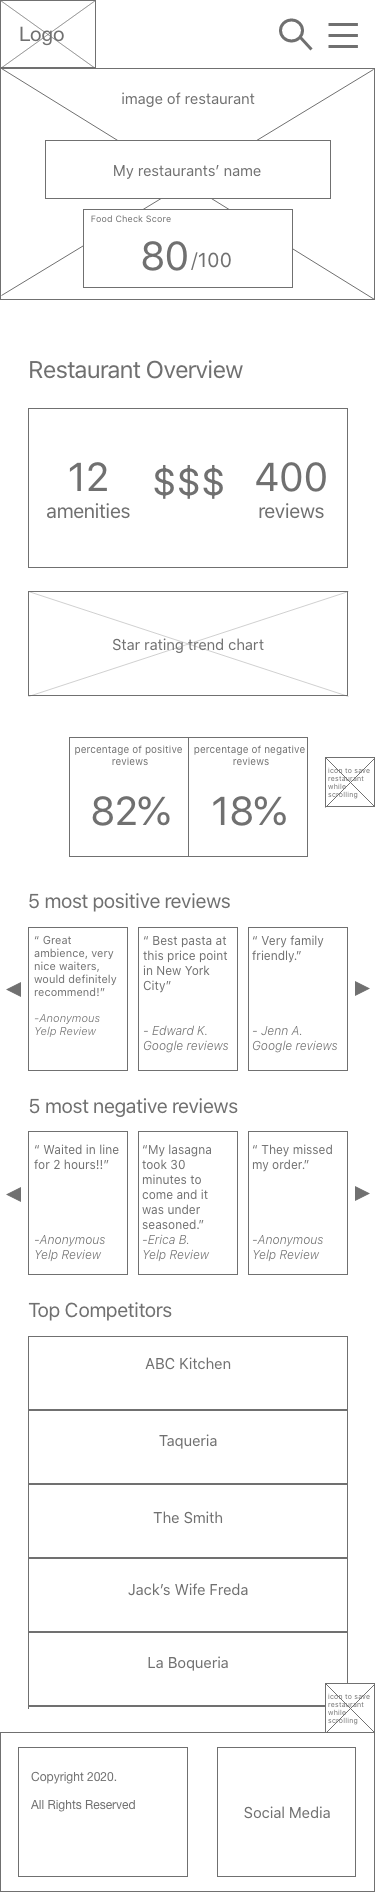 Logo
image of restaurant
My restaurants’ name
Food Check Score
80/100
Restaurant Overview
12
amenities
$$$
400
reviews
Star rating trend chart
percentage of positive
reviews
82%
percentage of negative
reviews
18%
icon to save
restaurant
while
scrolling
5 most positive reviews
“ Great
ambience, very
nice waiters,
would definitely
recommend!”
-Anonymous
Yelp Review
“ Best pasta at
this price point
in New York
City”
- Edward K.
Google reviews
“ Very family
friendly.”
- Jenn A.
Google reviews
5 most negative reviews
“ Waited in line
for 2 hours!!”
-Anonymous
Yelp Review
“My lasagna
took 30
minutes to
come and it
was under
seasoned.”
-Erica B.
Yelp Review
“ They missed
my order.”
-Anonymous
Yelp Review
Top Competitors
ABC Kitchen
Taqueria
The Smith
Jack’s Wife Freda
La Boqueria
icon to save
restaurant
while
scrolling
Copyright 2020.
All Rights Reserved
Social Media